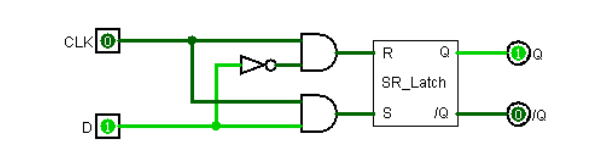 CLK 0
R Q 1 Q
SR_Latch
D 1
S /Q 0 /Q